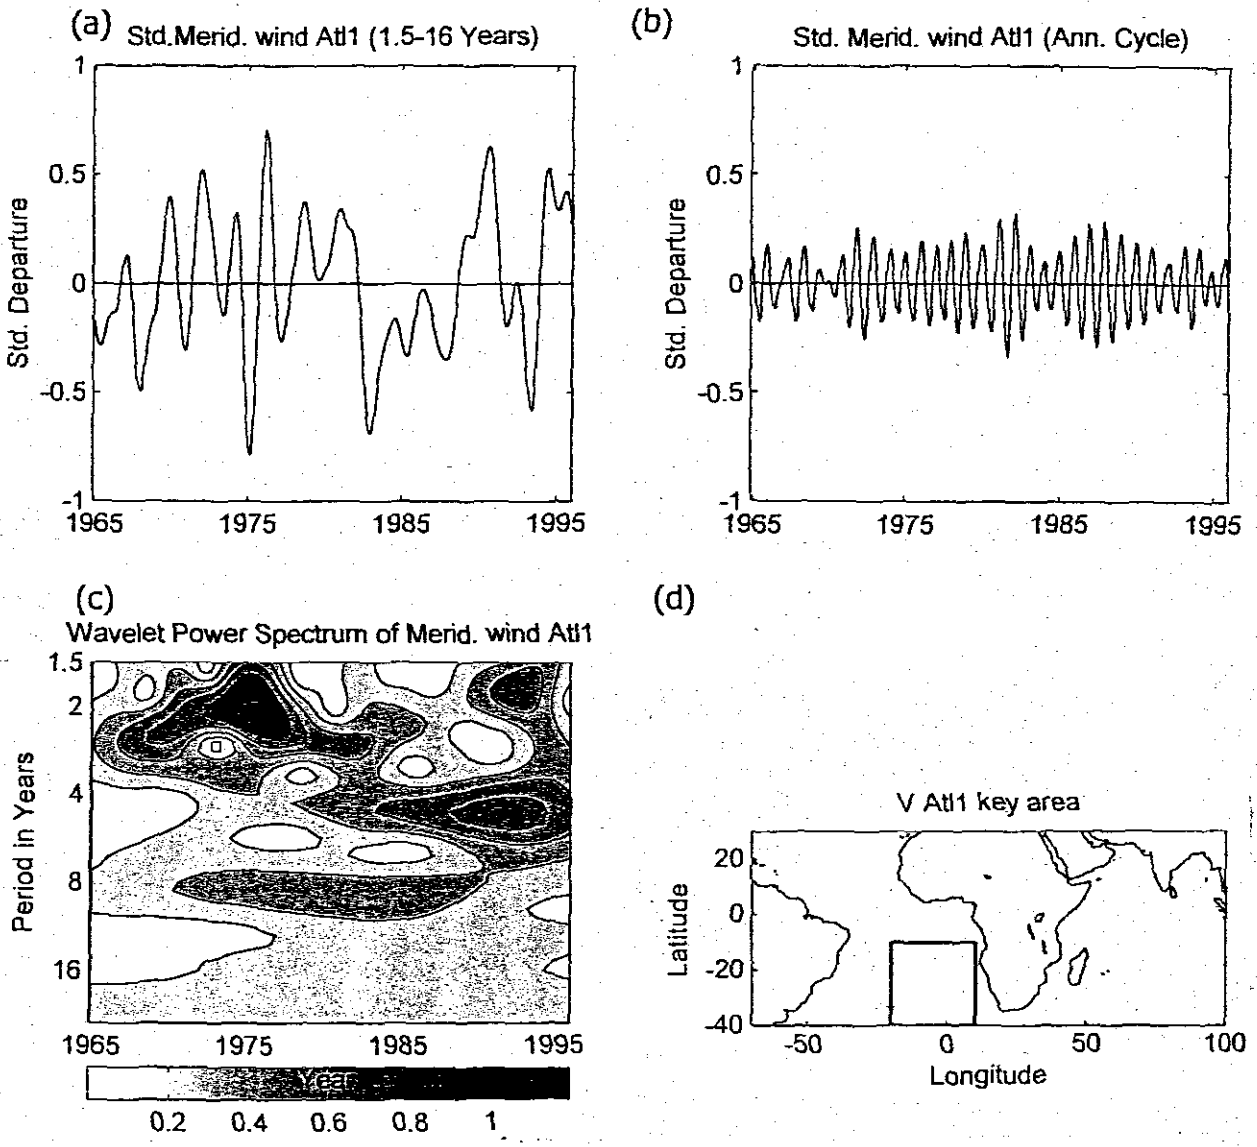 (a)
Std.Merid. wind Atl1 (1.5-16 Years)
1
0.5
0
-0.5
-1
Std. Departure
1965
1975
1985
1995
(b)
Std. Merid. wind Atl1 (Ann. Cycle)
1
0.5
0
-0.5
-1
Std. Departure
1965
1975
1985
1995
(c)
Wavelet Power Spectrum of Merid. wind Atl1
1.5
2
4
8
16
Period in Years
1965
1975
1985
1995
Year
0.2
0.4
0.6
0.8
1
(d)
V Atl1 key area
20
0
-20
-40
Latitude
-50
0
50
100
Longitude